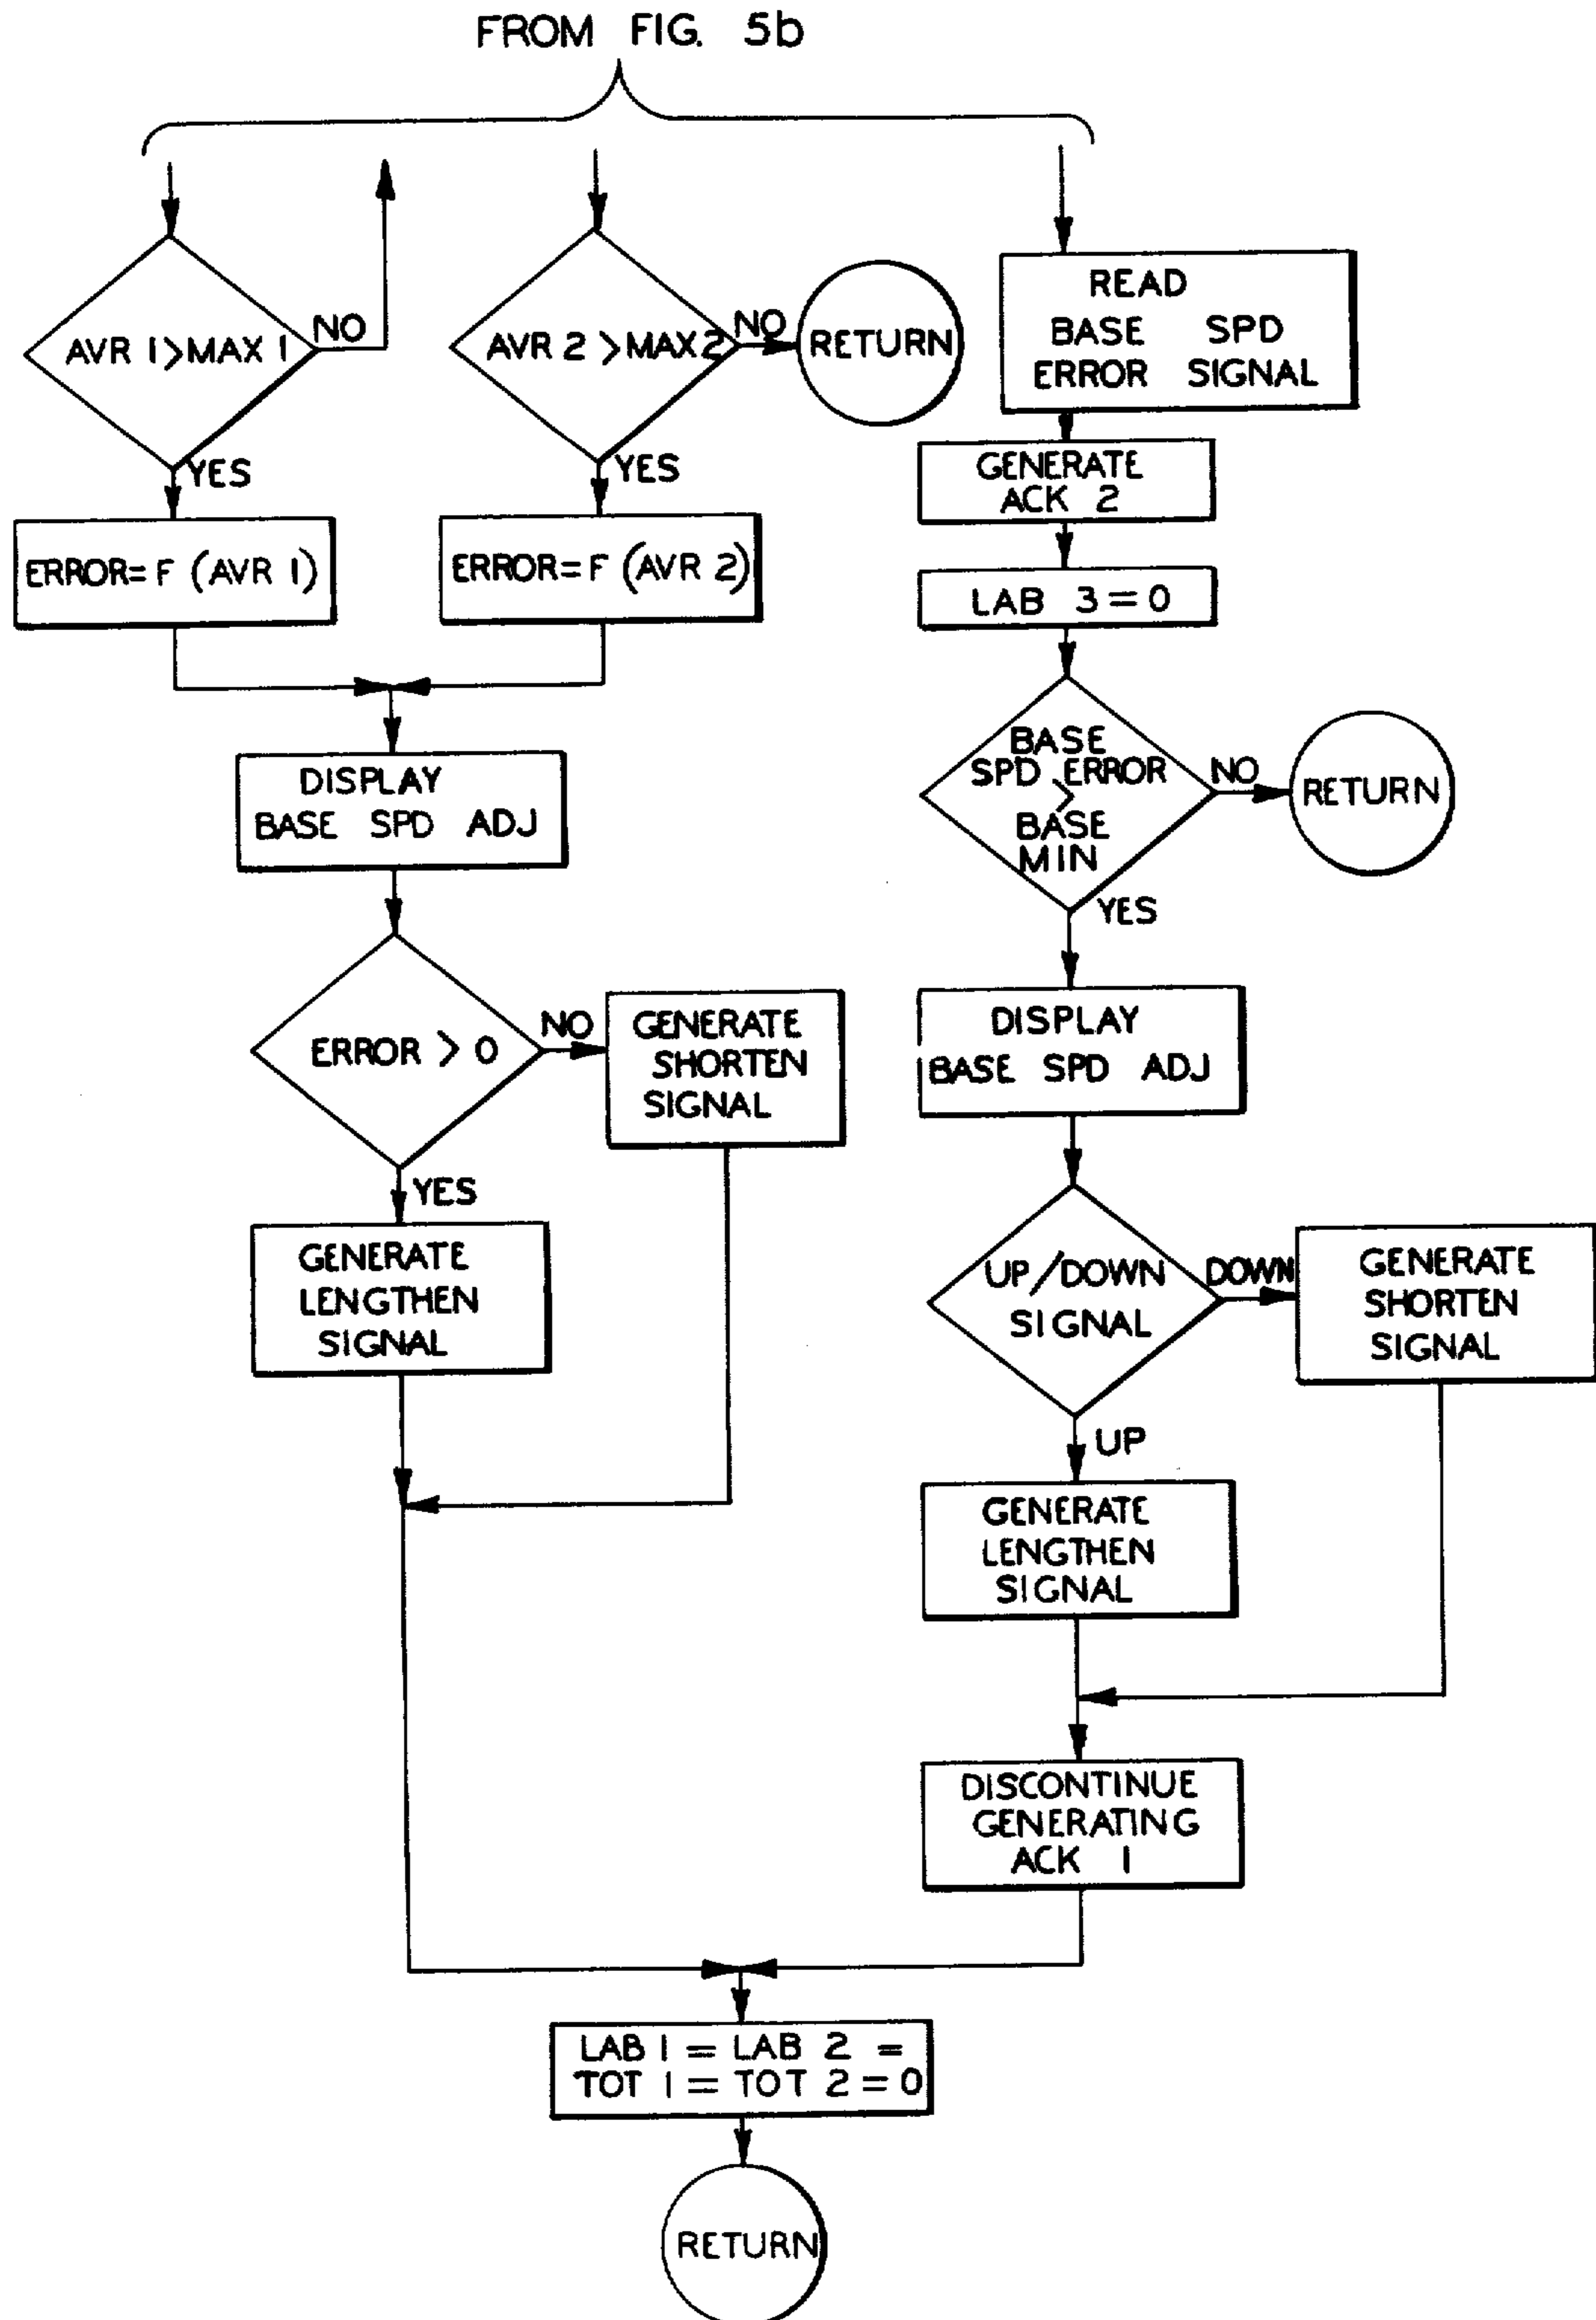 FROM FIG. 5b
AVR 1>MAX 1
NO
YES
ERROR=F (AVR 1)
AVR 2 >MAX 2
NO
RETURN
YES
ERROR=F (AVR 2)
DISPLAY
BASE SPD ADJ
ERROR > 0
NO
GENERATE
SHORTEN
SIGNAL
YES
GENERATE
LENGTHEN
SIGNAL
READ
BASE SPD
ERROR SIGNAL
GENERATE
ACK 2
LAB 3=0
BASE
SPD ERROR
>
BASE
MIN
NO
RETURN
YES
DISPLAY
BASE SPD ADJ
UP/DOWN
SIGNAL
DOWN
GENERATE
SHORTEN
SIGNAL
UP
GENERATE
LENGTHEN
SIGNAL
DISCONTINUE
GENERATING
ACK 1
LAB 1 = LAB 2 =
TOT 1 = TOT 2 = 0
RETURN